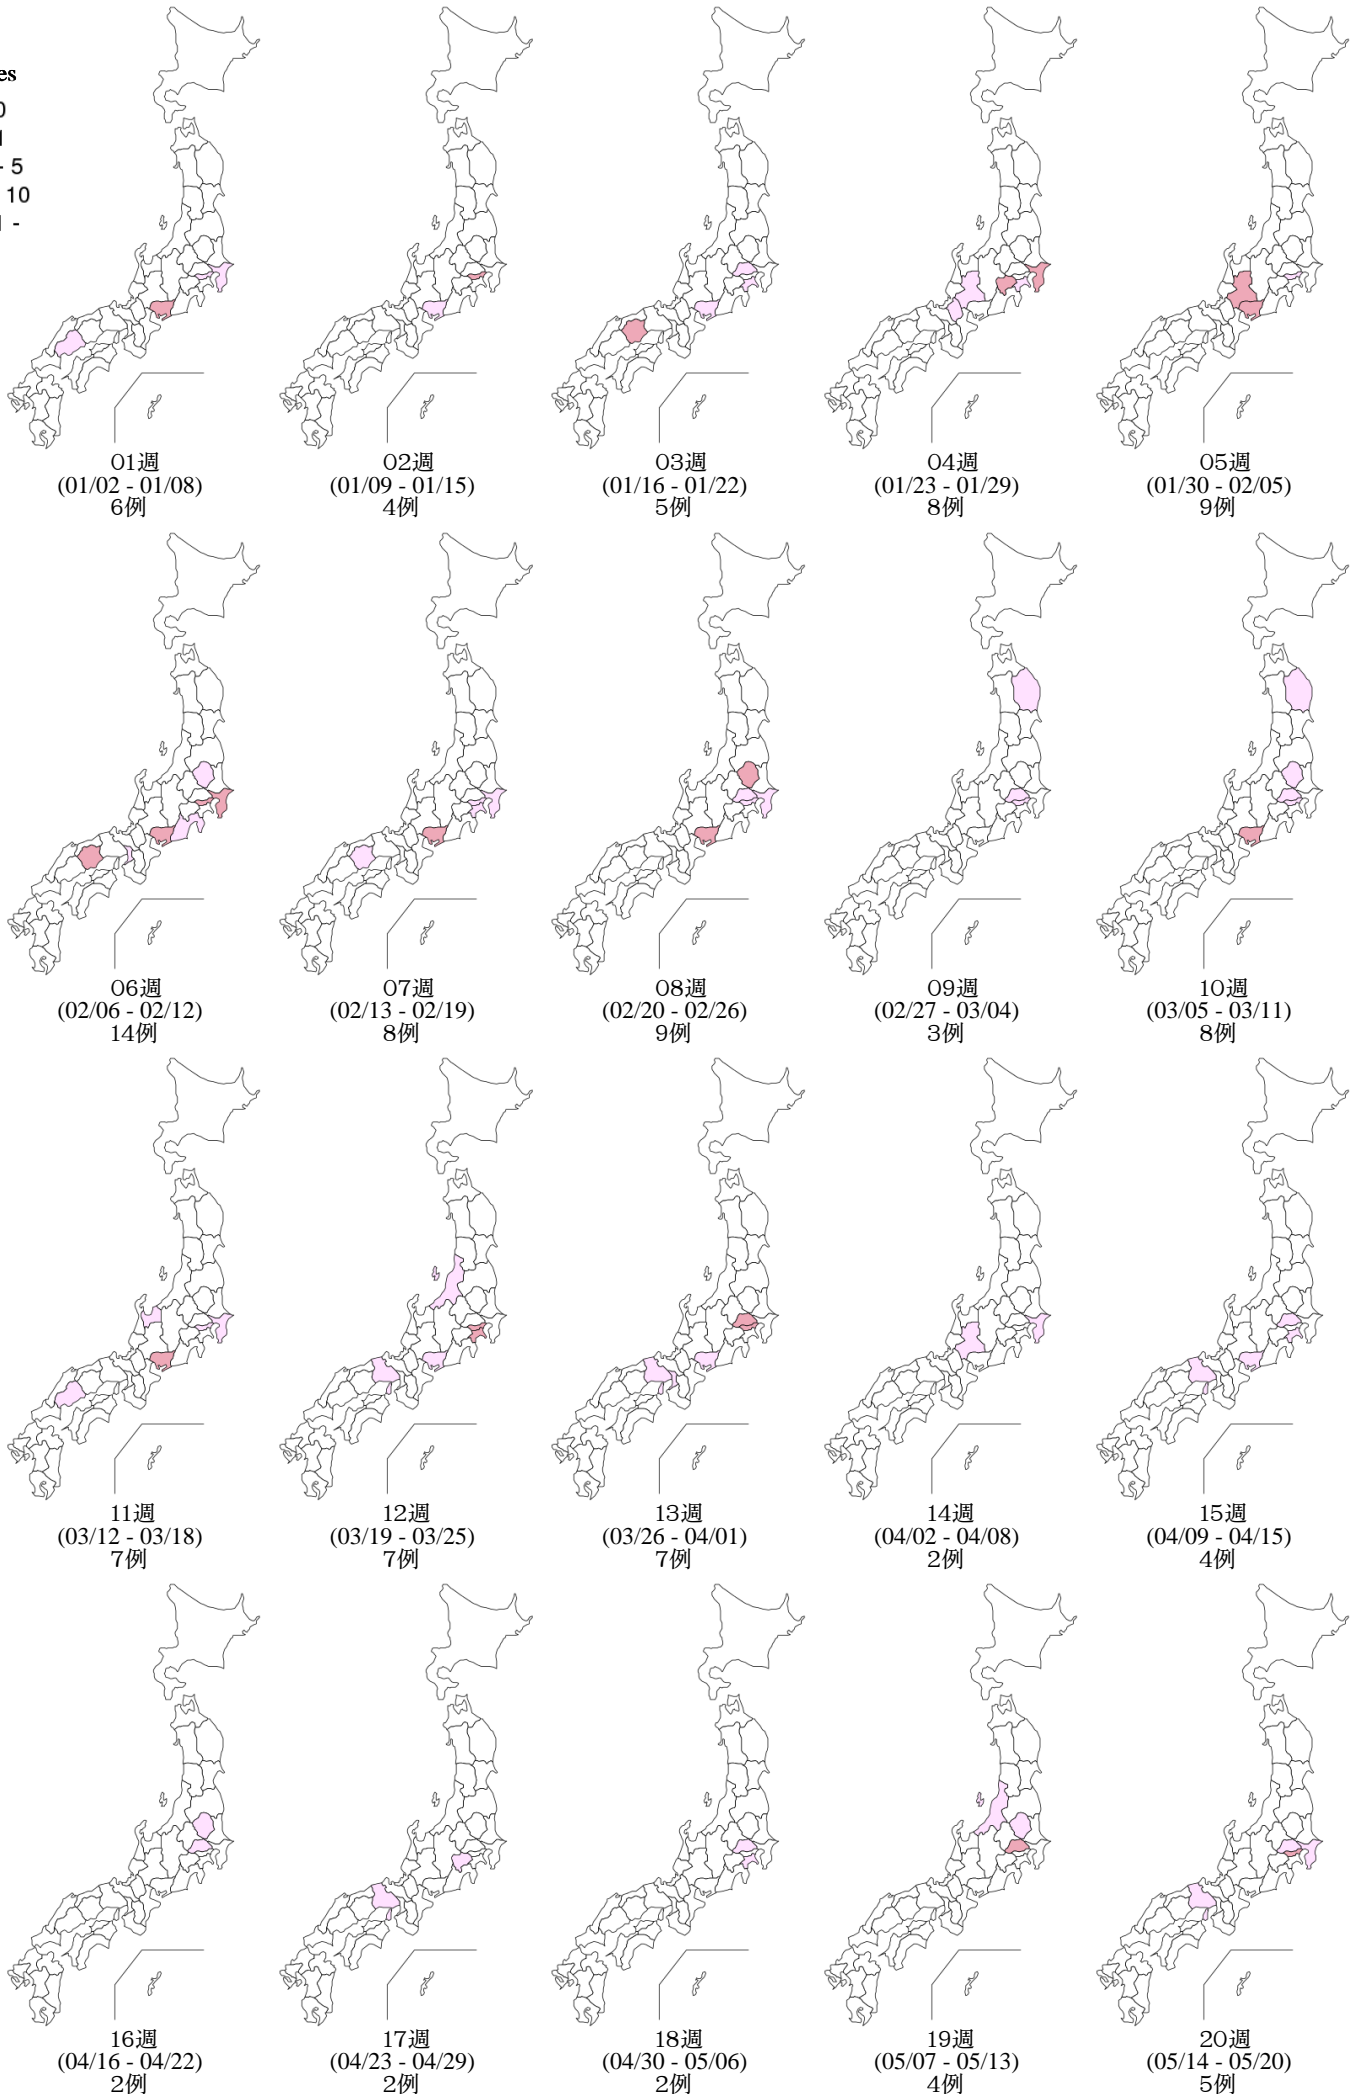 es
0
- 5
10
-
01週
(01/02 - 01/08)
6例
02週
(01/09 - 01/15)
4例
03週
(01/16 - 01/22)
5例
04週
(01/23 - 01/29)
8例
05週
(01/30 - 02/05)
9例
06週
(02/06 - 02/12)
14例
07週
(02/13 - 02/19)
8例
08週
(02/20 - 02/26)
9例
09週
(02/27 - 03/04)
3例
10週
(03/05 - 03/11)
8例
11週
(03/12 - 03/18)
7例
12週
(03/19 - 03/25)
7例
13週
(03/26 - 04/01)
7例
14週
(04/02 - 04/08)
2例
15週
(04/09 - 04/15)
4例
16週
(04/16 - 04/22)
2例
17週
(04/23 - 04/29)
2例
18週
(04/30 - 05/06)
2例
19週
(05/07 - 05/13)
4例
20週
(05/14 - 05/20)
5例